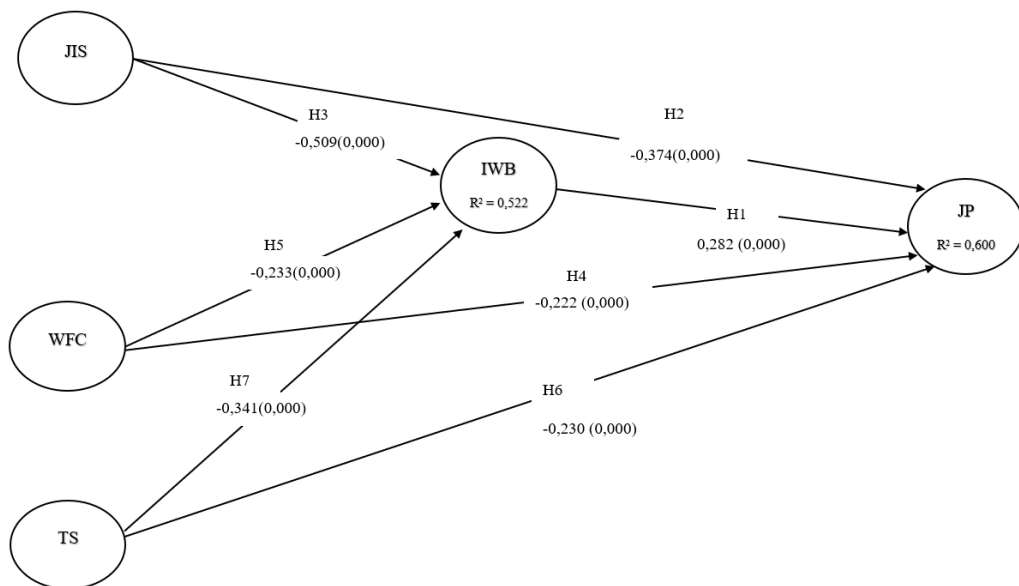 JIS
H3
-0,509(0,000)
H2
-0,374(0,000)
IWB
R² = 0,522
H1
0,282 (0,000)
JP
R² = 0,600
H5
-0,233(0,000)
H4
-0,222 (0,000)
WFC
H7
-0,341(0,000)
H6
-0,230 (0,000)
TS